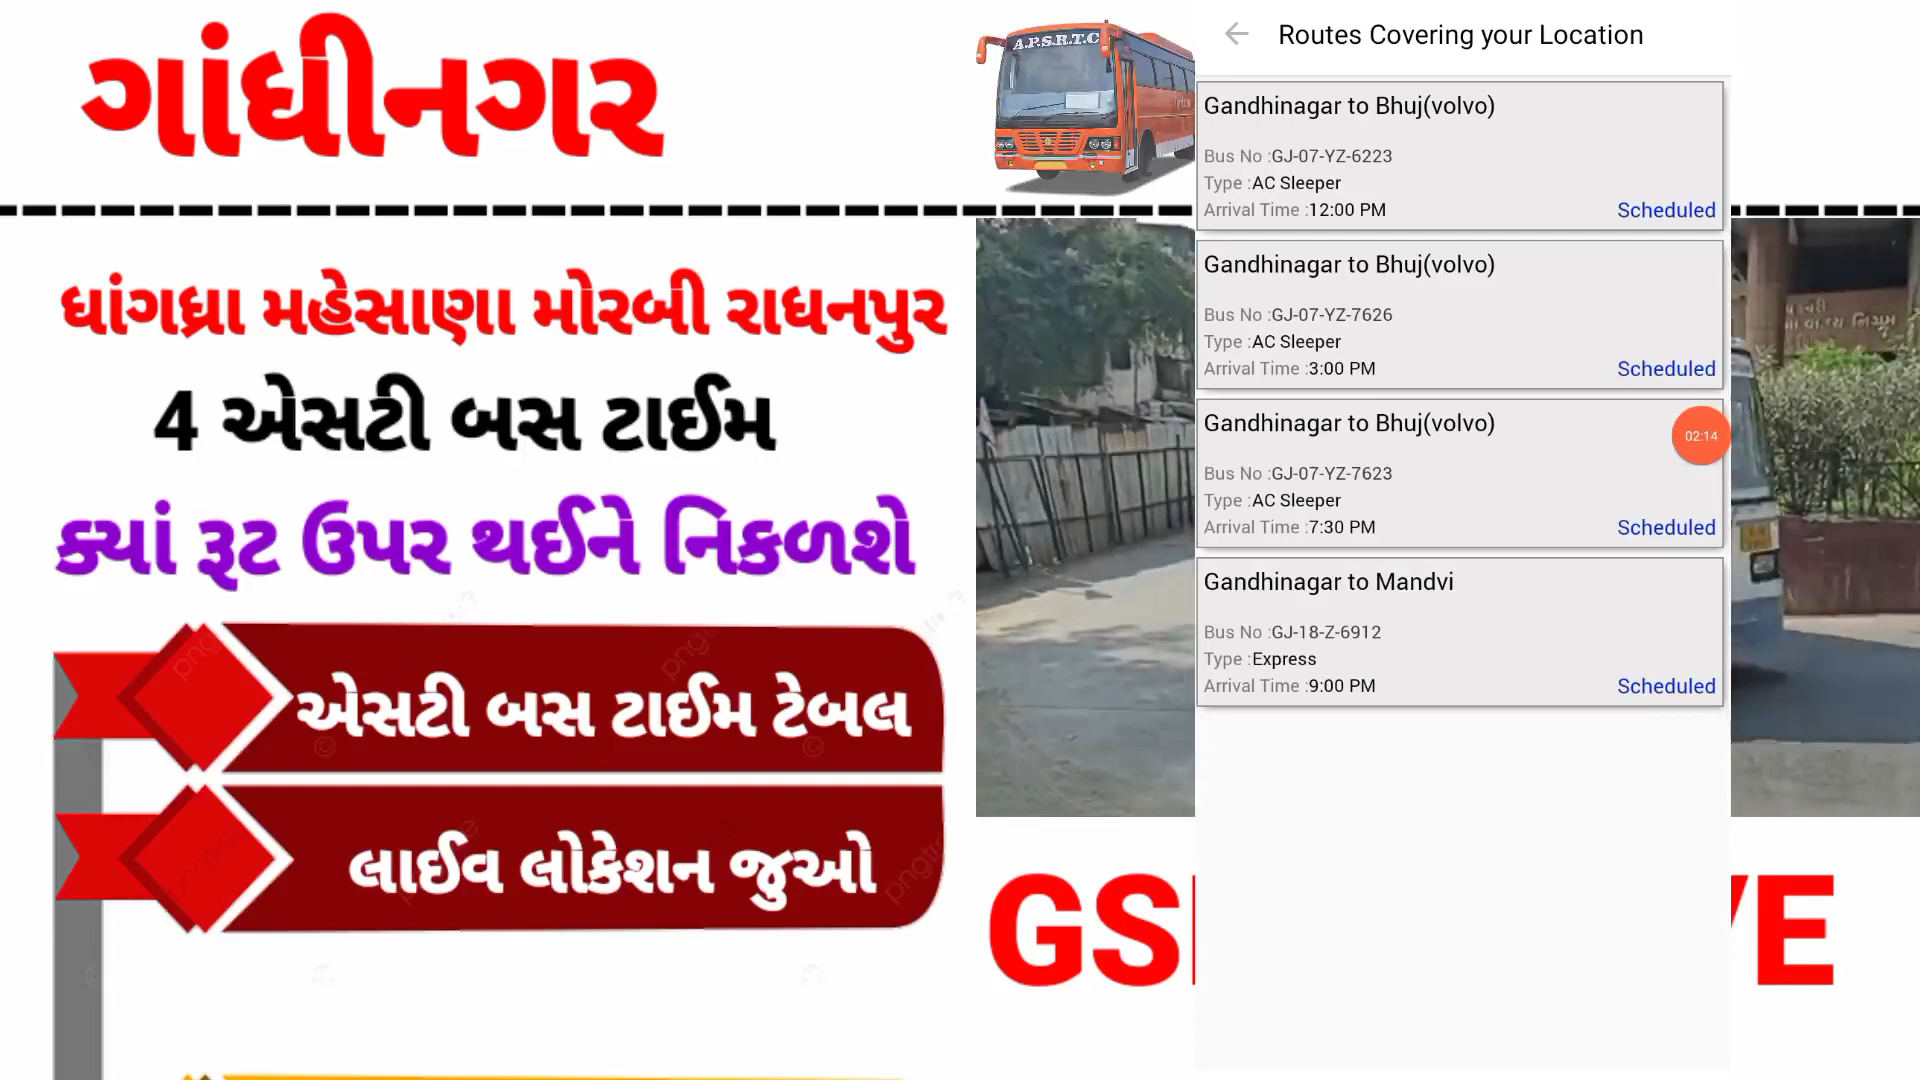 ગાંધીનગર
A.P.S.R.T.C
ધાંગધ્રા મહેસાણા મોરબી રાધનપુર
4 એસટી બસ ટાઈમ
ક્યાં રૂટ ઉપર થઈને નિકળશે
એસટી બસ ટાઈમ ટેબલ
લાઈવ લોકેશન જુઓ
Routes Covering your Location
Gandhinagar to Bhuj(volvo)
Bus No :GJ-07-YZ-6223
Type :AC Sleeper
Arrival Time :12:00 PM
Scheduled
Gandhinagar to Bhuj(volvo)
Bus No :GJ-07-YZ-7626
Type :AC Sleeper
Arrival Time :3:00 PM
Scheduled
Gandhinagar to Bhuj(volvo)
02:14
Bus No :GJ-07-YZ-7623
Type :AC Sleeper
Arrival Time :7:30 PM
Scheduled
Gandhinagar to Mandvi
Bus No :GJ-18-Z-6912
Type :Express
Arrival Time :9:00 PM
Scheduled
નિગમ
GS
VE